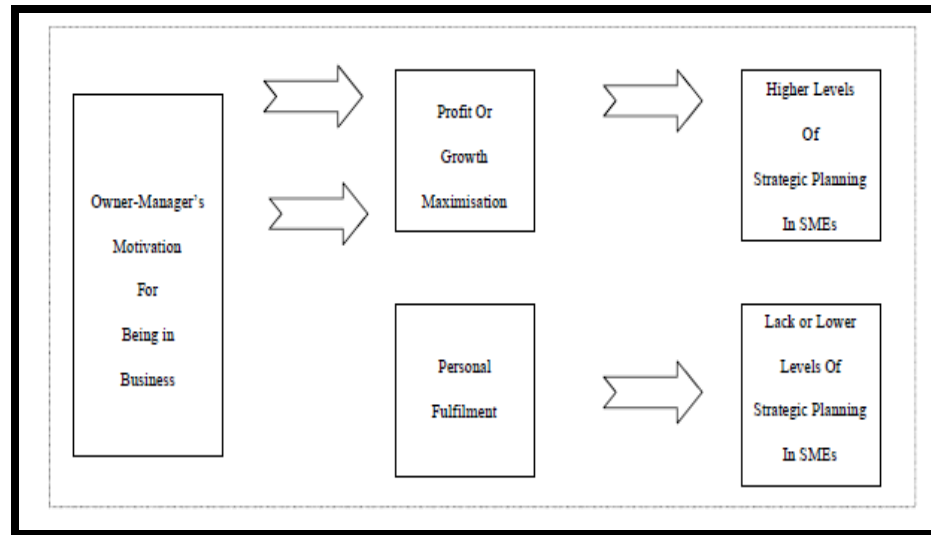 Owner-Manager's
Motivation
For
Being in
Business
Profit Or
Growth
Maximisation
Higher Levels
Of
Strategic Planning
In SMEs
Personal
Fulfilment
Lack or Lower
Levels Of
Strategic Planning
In SMEs